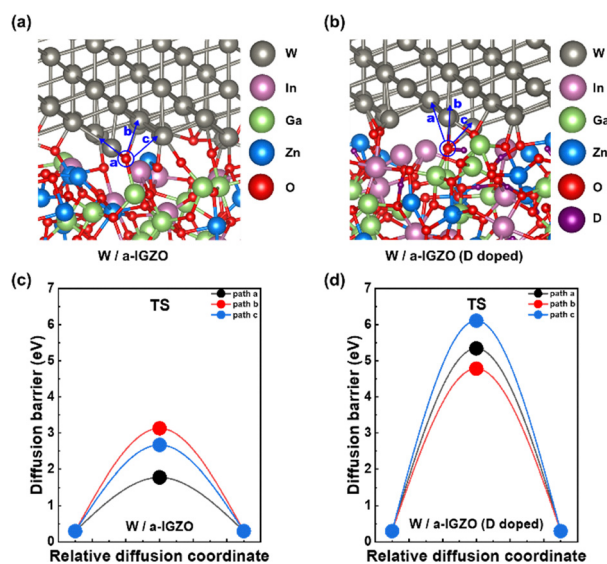 (a)
b
c
a
W
In
Ga
Zn
O
W / a-IGZO
(b)
b
a
c
W
In
Ga
Zn
O
D
W / a-IGZO (D doped)
(c)
7
6
5
4
3
2
1
0
Diffusion barrier (eV)
TS
path a
path b
path c
W / a-IGZO
Relative diffusion coordinate
(d)
7
6
5
4
3
2
1
0
Diffusion barrier (eV)
TS
path a
path b
path c
W / a-IGZO (D doped)
Relative diffusion coordinate